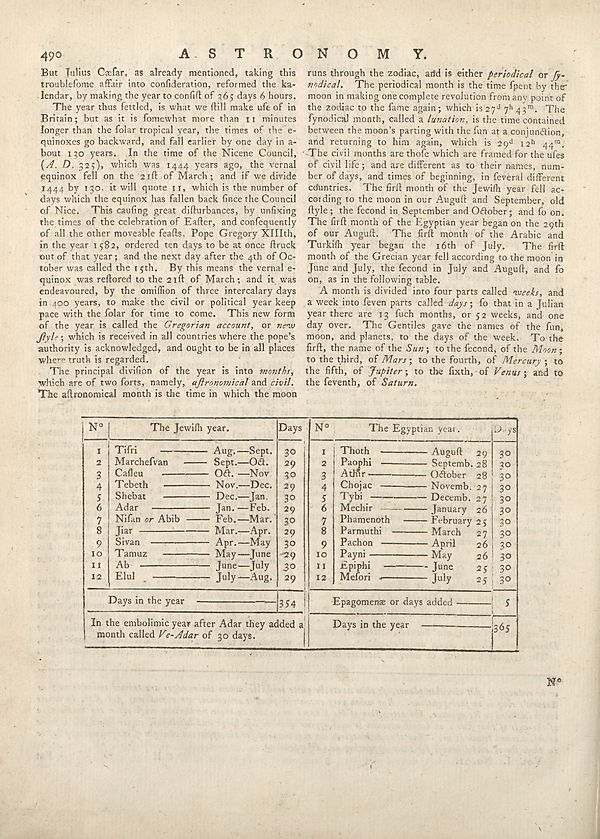 490
A S T R O N O M Y.
But Julius Cæſar, as already mentioned, taking this
troubleſome affair into conſideration, reformed the ka-
lendar, by making the year to conſiſt of 365 days 6 hours.
The year thus ſettled, is what we ſtill make uſe of in
Britain; but as it is ſomewhat more than 11 minutes
longer than the ſolar tropical year, the times of the e-
quinoxes go backward, and fall earlier by one day in a-
bout 130 years. In the time of the Nicene Council,
(A. D. 325), which was 1444 years ago, the vernal
equinox fell on the 21ſt of March; and if we divide
1444 by 130. it will quote 11, which is the number of
days which the equinox has fallen back ſince the Council
of Nice. This cauſing great diſturbances, by unfixing
the times of the celebration of Eaſter, and conſequently
of all the other moveable feaſts, Pope Gregory XIIIth,
in the year 1582, ordered ten days to be at once ſtruck
out of that year; and the next day after the 4th of Oc-
tober was called the 15th. By this means the vernal e-
quinox was reſtored to the 21ſt of March; and it was
endeavoured, by the omiſſion of three intercalary days
in 400 years, to make the civil or political year keep
pace with the ſolar for time to come. This new form
of the year is called the Gregorian account, or new
ſtyle; which is received in all countries where the pope's
authority is acknowledged, and ought to be in all places
where truth is regarded.
The principal diviſion of the year is into months,
which are of two ſorts, namely, aſtronomical and civil.
The aſtronomical month is the time in which the moon
runs through the zodiac, and is either periodical or ſy-
nodical. The periodical month is the time ſpent by the
moon in making one complete revolution from any point of
the zodiac to the ſame again; which is 27d 7h 43m. The
ſynodical month, called a lunation, is the time contained
between the moon's parting with the ſun at a conjunction,
and returning to him again, which is 29d 12h 44m.
The civil months are thoſe which are framed for the uſes
of civil life; and are different as to their names, num-
ber of days, and times of beginning, in ſeveral different
countries. The firſt month of the Jewiſh year fell ac-
cording to the moon in our Auguſt and September, old
ſtyle; the ſecond in September and October; and ſo on.
The firſt month of the Egyptian year began on the 29th
of our Auguſt. The firſt month of the Arabic and
Turkiſh year began the 16th of July. The firſt
month of the Grecian year fell according to the moon in
June and July, the ſecond in July and Auguſt, and ſo
on, as in the following table.
A month is divided into four parts called weeks, and
a week into ſeven parts called days; ſo that in a Julian
year there are 13 ſuch months, or 52 weeks, and one
day over. The Gentiles gave the names of the ſun,
moon, and planets, to the days of the week. To the
firſt, the name of the Sun; to the ſecond, of the Moon;
to the third, of Mars; to the fourth, of Mercury; to
the fifth, of Jupiter; to the ſixth, of Venus; and to
the ſeventh, of Saturn.
N° The Jewiſh year. Days
1 Tiſri Aug.—Sept. 30
2 Marcheſvan Sept.—Oct. 29
3 Caſleu Oct.—Nov. 30
4 Tebeth Nov.—Dec. 29
5 Shebat Dec.—Jan. 30
6 Adar Jan.—Feb. 29
7 Niſan or Abib Feb.—Mar. 30
8 Jiar Mar.—Apr. 29
9 Sivan Apr.—May 30
10 Tamuz May—June 29
11 Ab June—July 30
12 Elul July—Aug. 29
Days in the year 354
In the embolimic year after Adar they added a
month called Ve-Adar of 30 days.
N° The Egyptian year. Days
1 Thoth Auguſt 29 30
2 Paophi Septemb. 28 30
3 Athir October 28 30
4 Chojac Novemb. 27 30
5 Tybi Decemb. 27 30
6 Mechir January 26 30
7 Phamenoth February 25 30
8 Parmuthi March 27 30
9 Pachon April 26 30
10 Payni May 26 30
11 Epiphi June 25 30
12 Meſori July 25 30
Epagomenæ or days added 5
Days in the year 365
N°